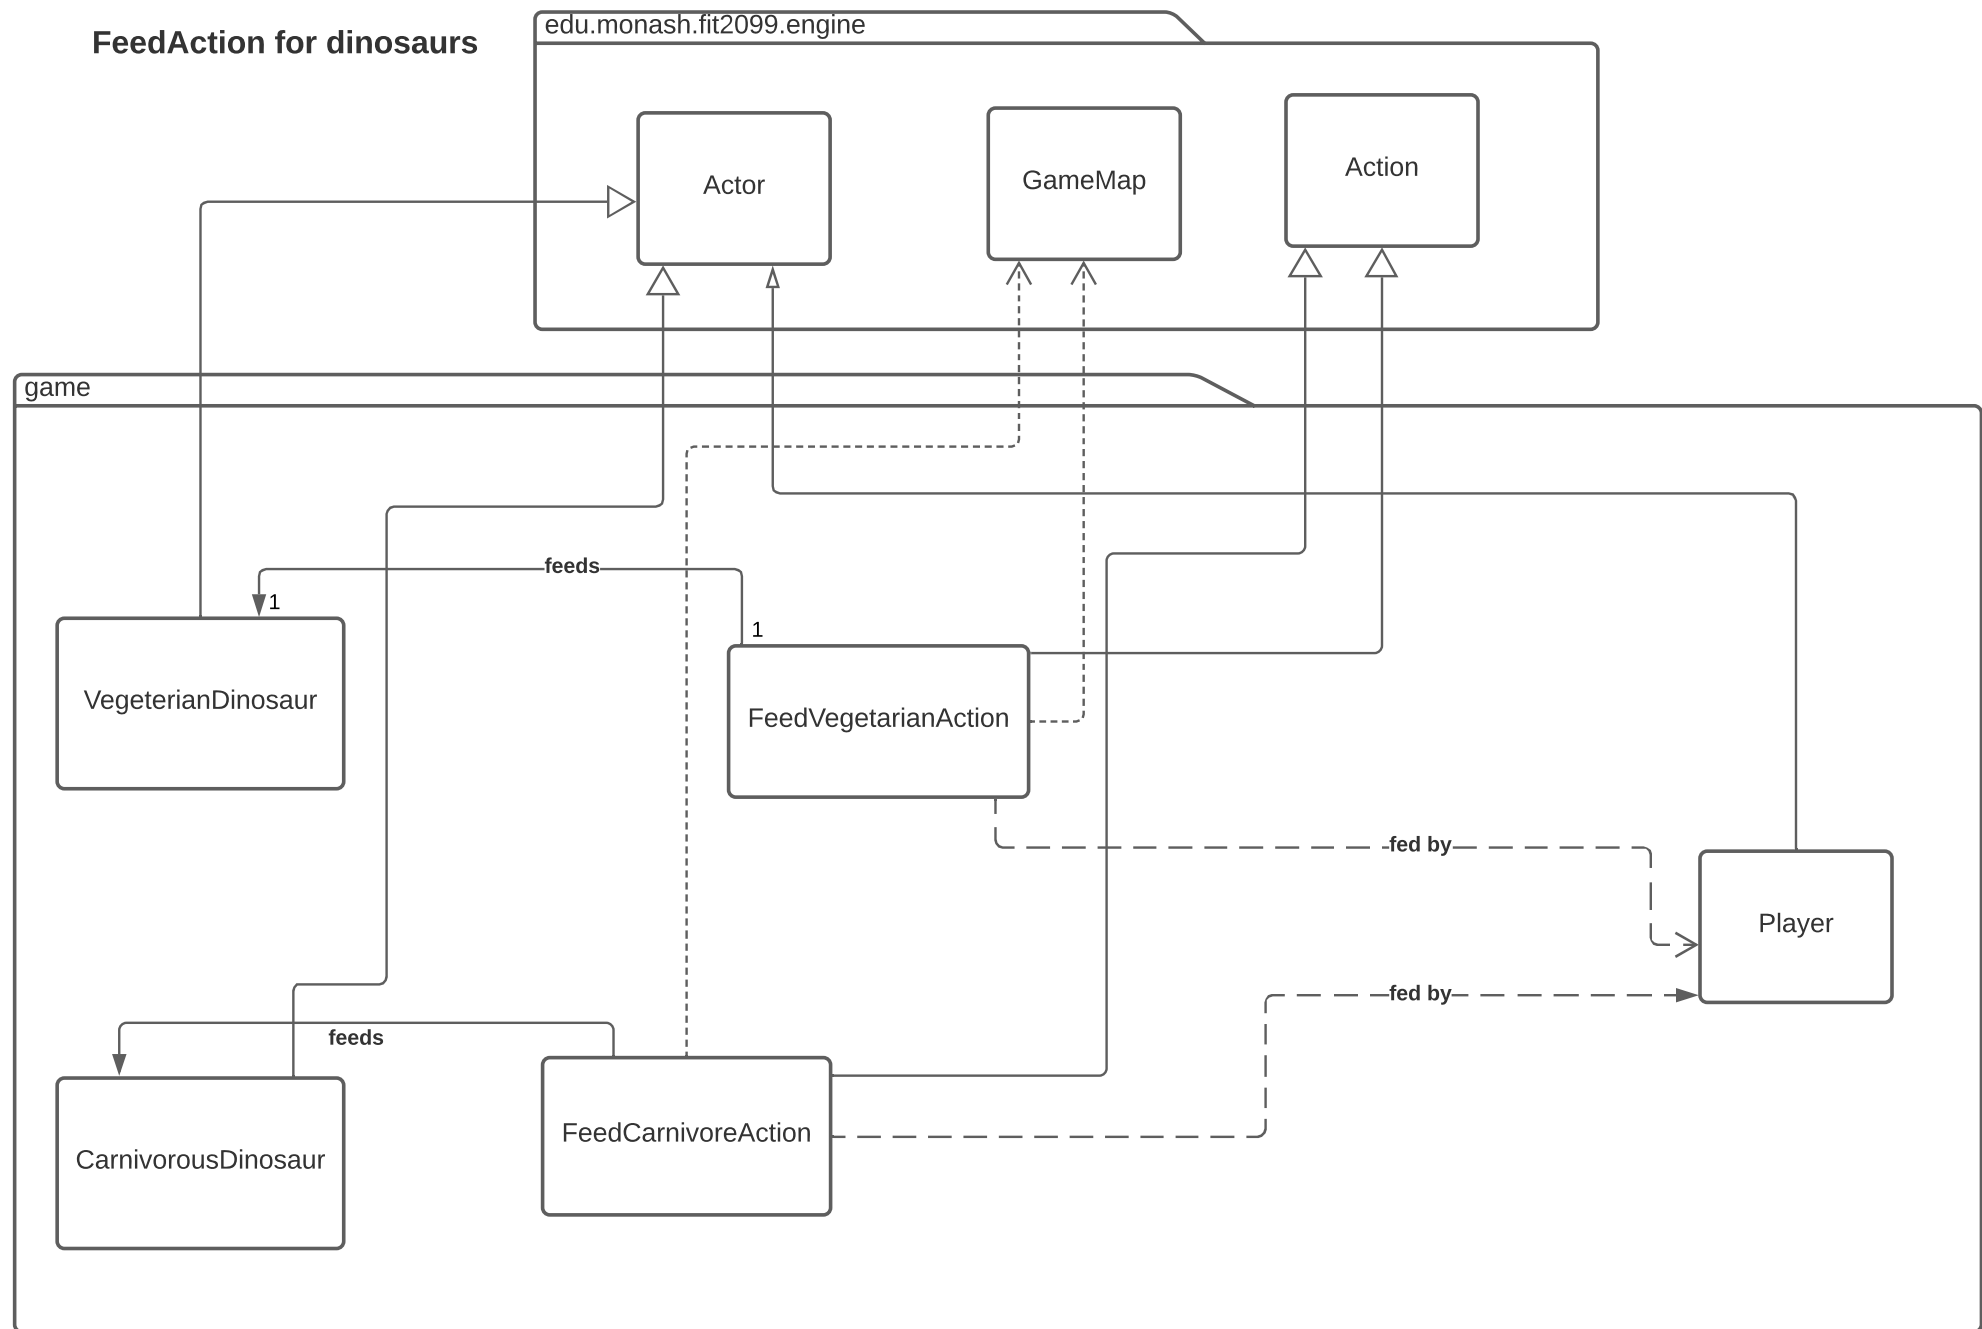 FeedAction for dinosaurs
edu.monash.fit2099.engine
Actor
GameMap
Action
game
feeds
1
1
VegeterianDinosaur
FeedVegetarianAction
fed by
Player
fed by
feeds
FeedCarnivoreAction
CarnivorousDinosaur